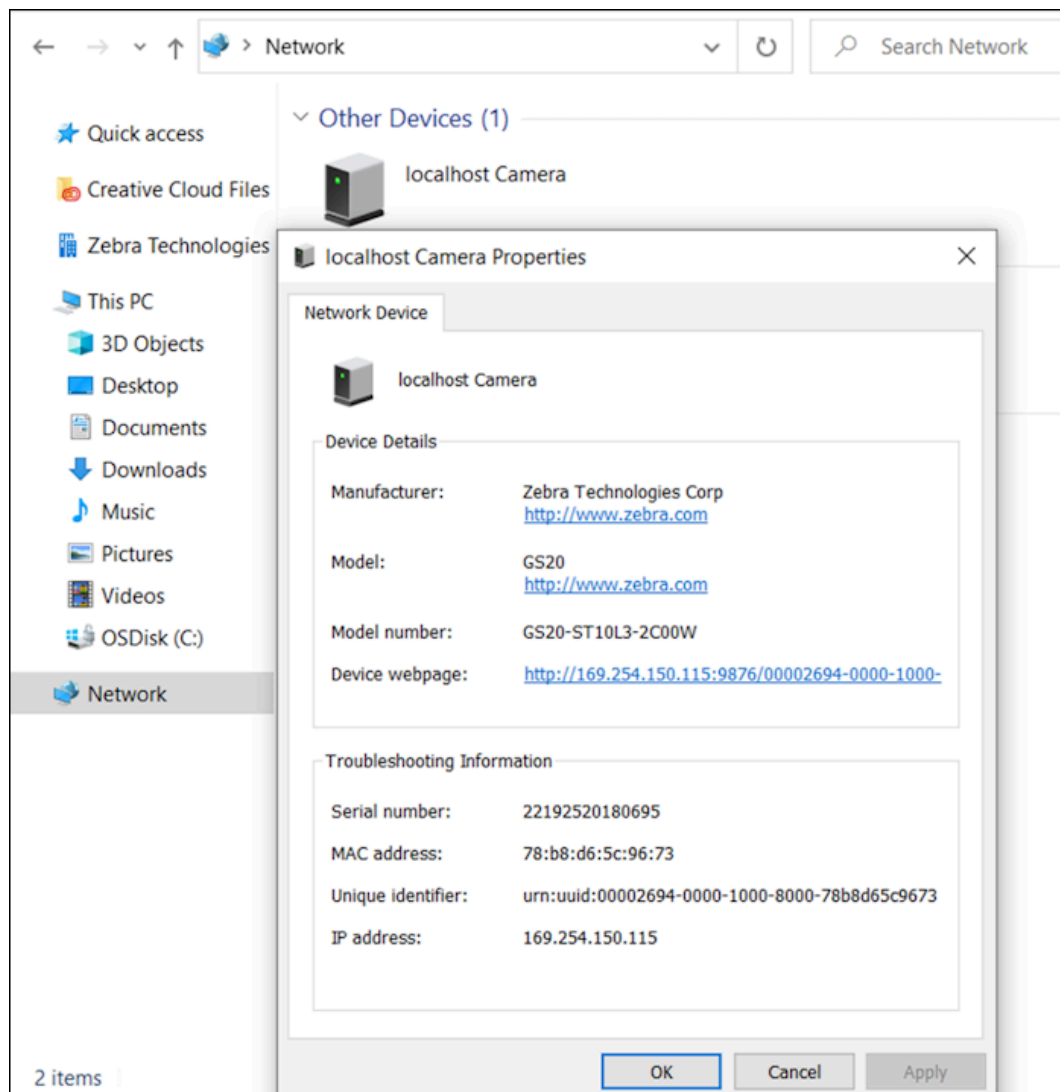 Network
Search Network
Quick access
Creative Cloud Files
Zebra Technologies
This PC
3D Objects
Desktop
Documents
Downloads
Music
Pictures
Videos
OSDisk (C:)
Network
2 items
Other Devices (1)
localhost Camera
localhost Camera Properties
Network Device
localhost Camera
Device Details
Manufacturer: Zebra Technologies Corp
http://www.zebra.com
Model: GS20
http://www.zebra.com
Model number: GS20-ST10L3-2C00W
Device webpage: http://169.254.150.115:9876/00002694-0000-1000-
Troubleshooting Information
Serial number: 22192520180695
MAC address: 78:b8:d6:5c:96:73
Unique identifier: urn:uuid:00002694-0000-1000-8000-78b8d65c9673
IP address: 169.254.150.115
OK Cancel Apply